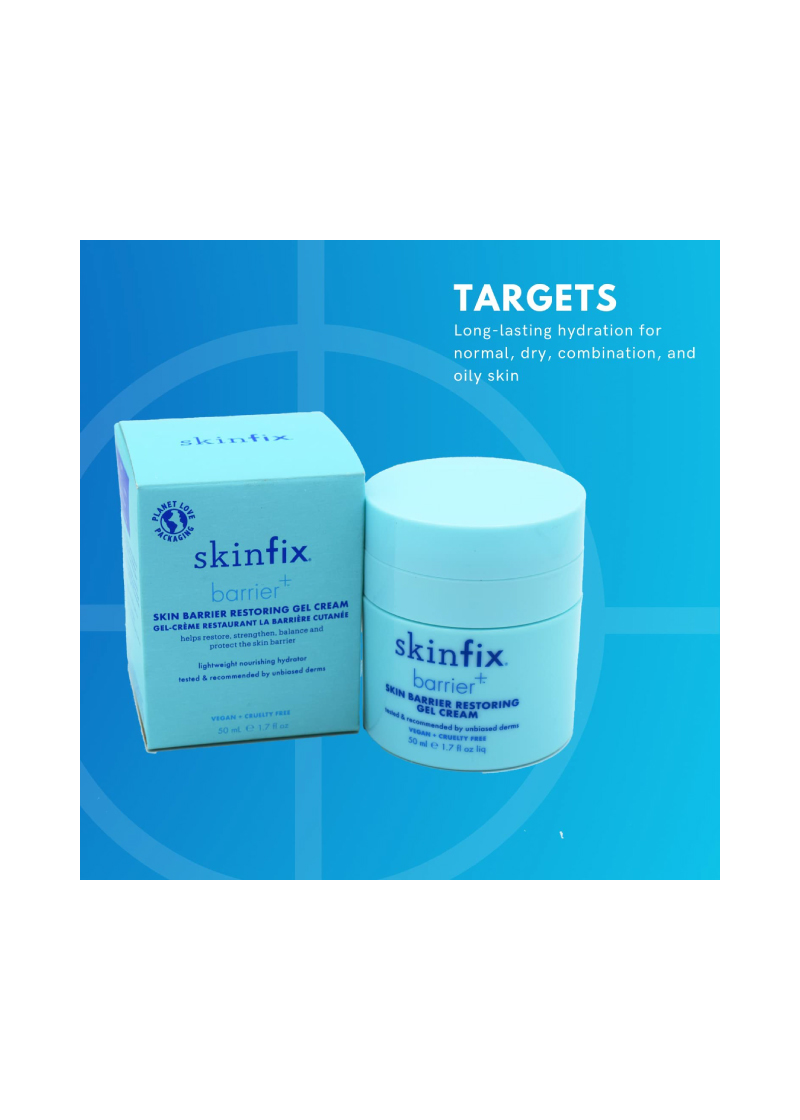 TARGETS
Long-lasting hydration for
normal, dry, combination, and
oily skin
skinfix
PLANET LOVE
PACKAGING
skinfix®
barrier+
SKIN BARRIER RESTORING GEL CREAM
GEL-CRÈME RESTAURANT LA BARRIÈRE CUTANÉE
helps restore, strengthen, balance and
protect the skin barrier
lightweight nourishing hydrator
tested & recommended by unbiased derms
VEGAN + CRUELTY FREE
50 ml ℮ 1.7 fl oz
skinfix®
barrier+
SKIN BARRIER RESTORING
GEL CREAM
tested & recommended by unbiased derms
VEGAN + CRUELTY FREE
50 ml ℮ 1.7 fl oz liq